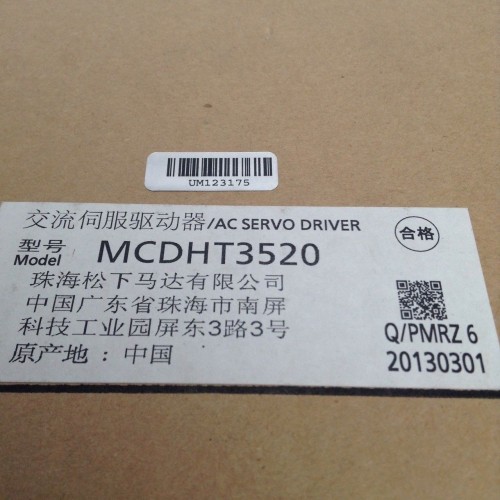 UM123175
交流伺服驱动器/AC SERVO DRIVER
合格
型号
Model MCDHT3520
珠海松下马达有限公司
中国广东省珠海市南屏
科技工业园屏东3路3号
原产地：中国
Q/PMRZ 6
20130301